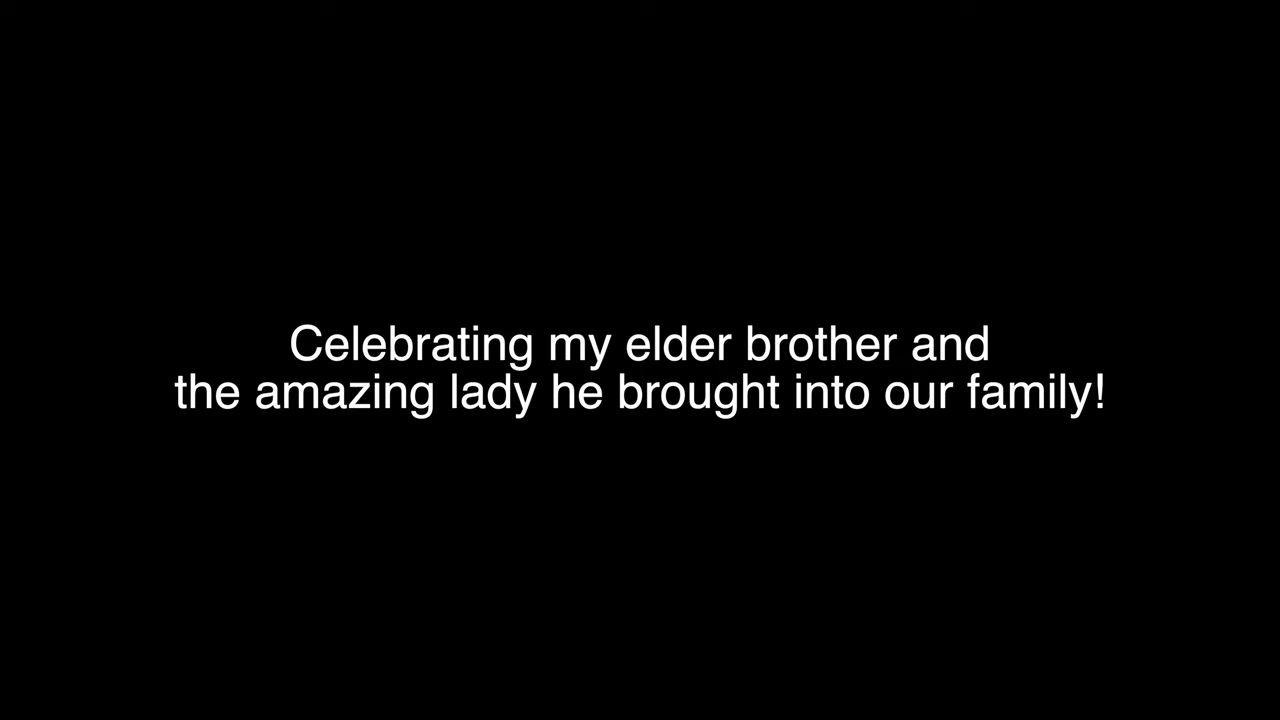 Celebrating my elder brother and
the amazing lady he brought into our family!